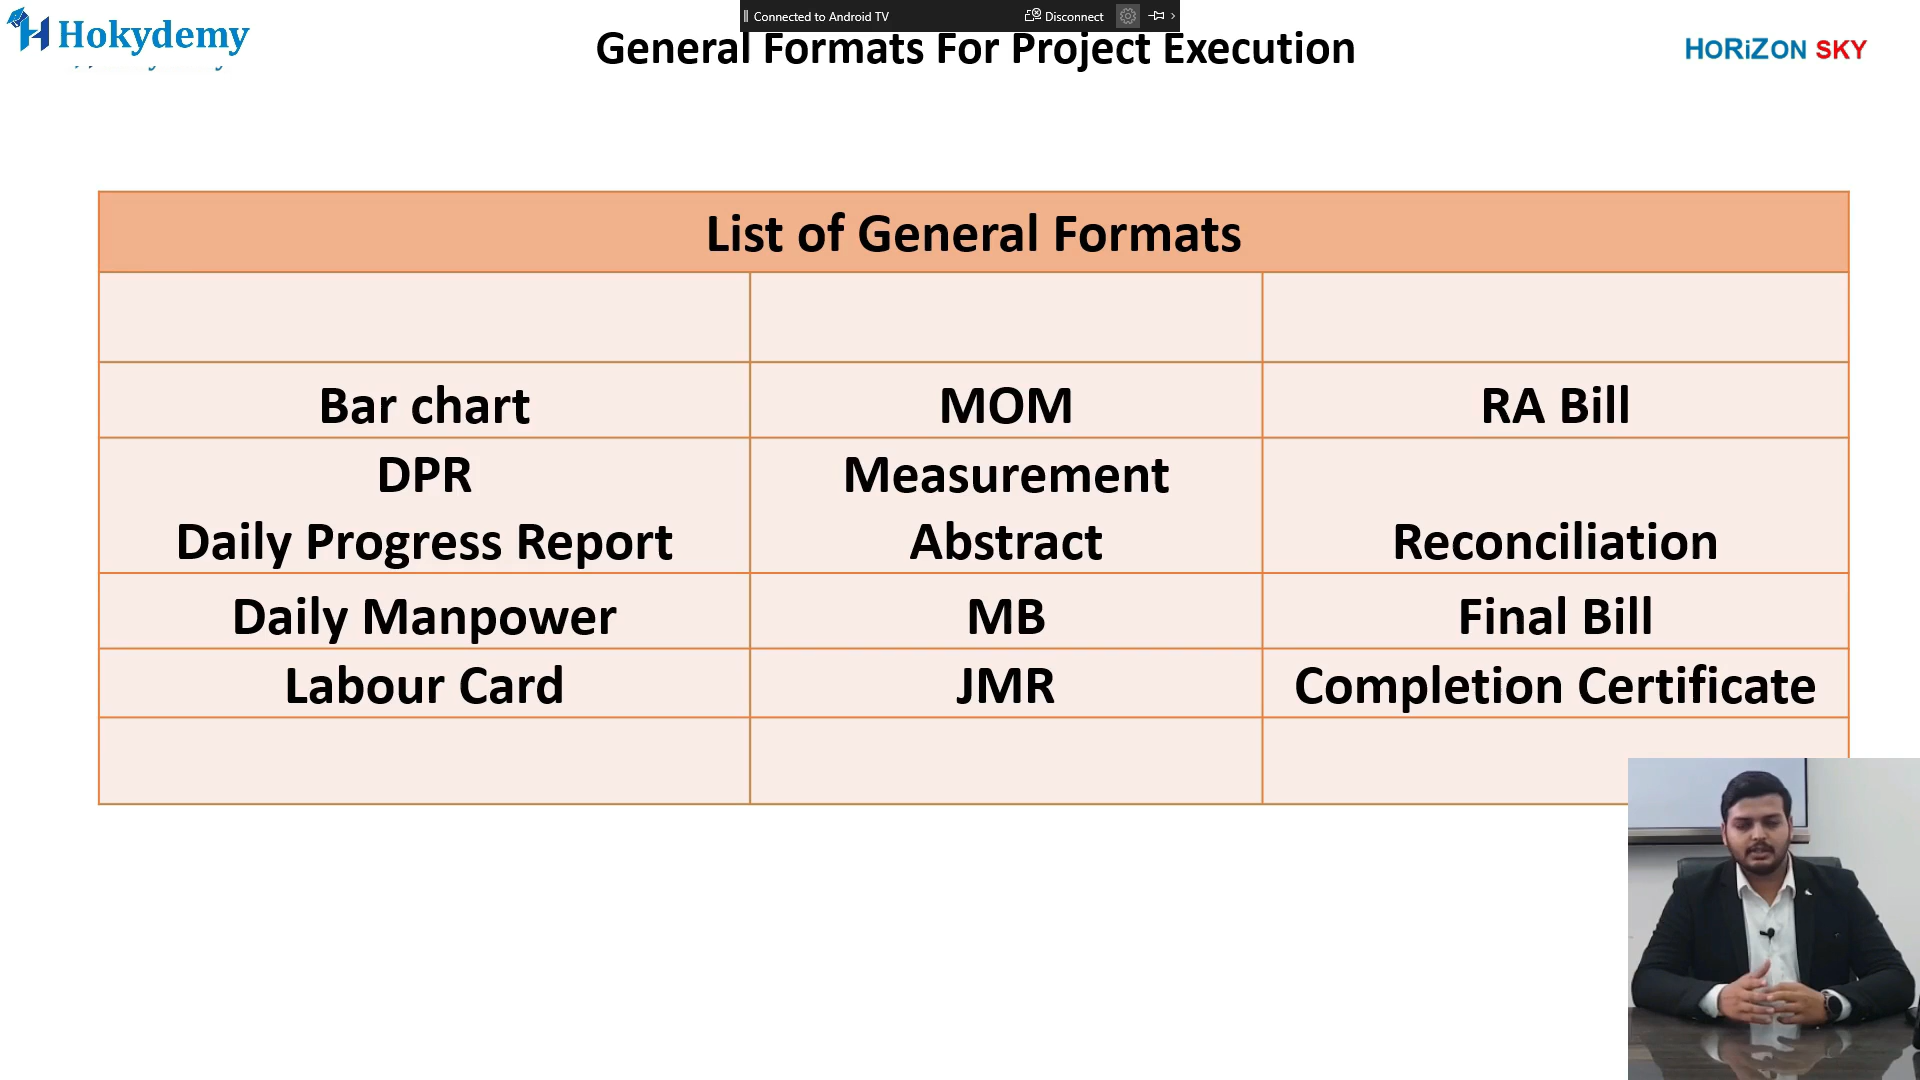 Connected to Android TV
Disconnect
Hokydemy
General Formats For Project Execution
HORiZON SKY
List of General Formats
Bar chart
MOM
RA Bill
DPR
Daily Progress Report
Measurement
Abstract
Reconciliation
Daily Manpower
MB
Final Bill
Labour Card
JMR
Completion Certificate